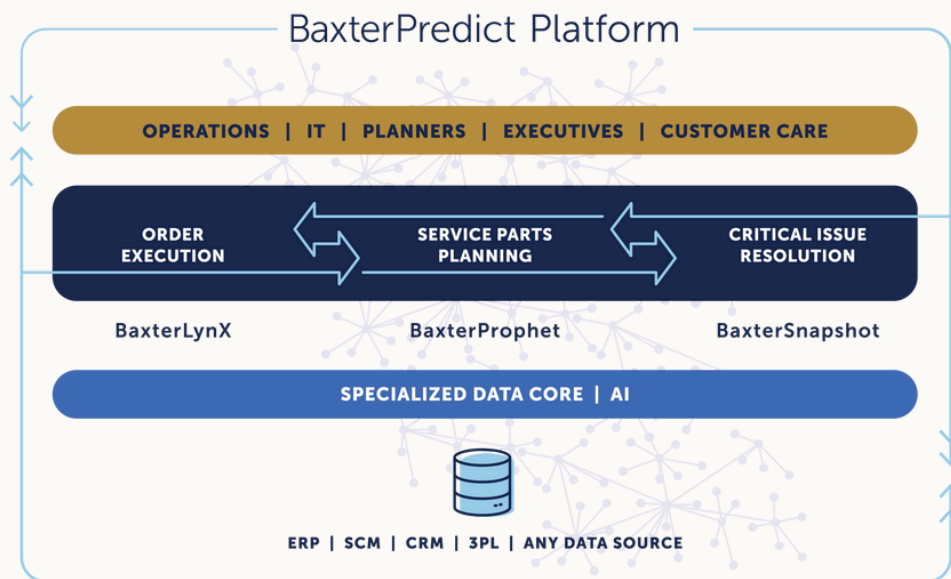 BaxterPredict Platform
OPERATIONS | IT | PLANNERS | EXECUTIVES | CUSTOMER CARE
ORDER
EXECUTION
SERVICE PARTS
PLANNING
CRITICAL ISSUE
RESOLUTION
BaxterLynX
BaxterProphet
BaxterSnapshot
SPECIALIZED DATA CORE | AI
ERP | SCM | CRM | 3PL | ANY DATA SOURCE